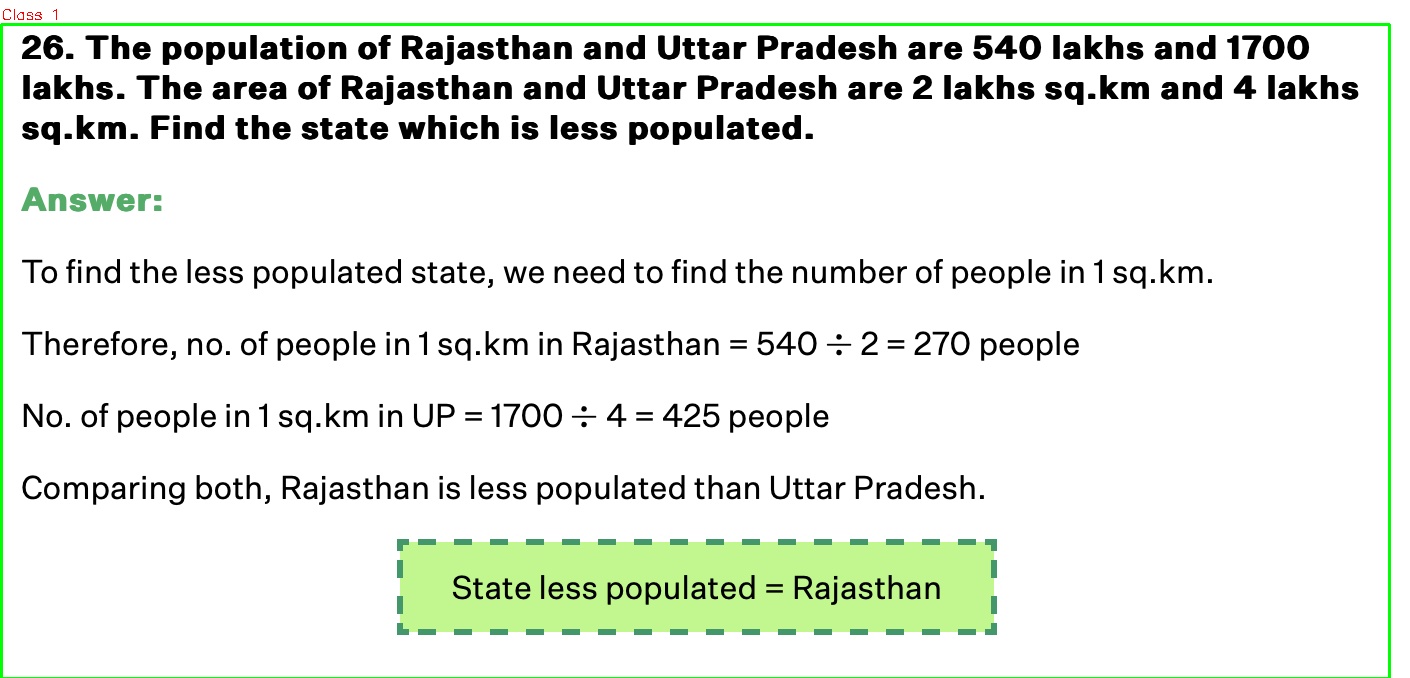 Class 1
26. The population of Rajasthan and Uttar Pradesh are 540 lakhs and 1700
lakhs. The area of Rajasthan and Uttar Pradesh are 2 lakhs sq.km and 4 lakhs
sq.km. Find the state which is less populated.
Answer:
To find the less populated state, we need to find the number of people in 1 sq.km.
Therefore, no. of people in 1 sq.km in Rajasthan = 540 ÷ 2 = 270 people
No. of people in 1 sq.km in UP = 1700 ÷ 4 = 425 people
Comparing both, Rajasthan is less populated than Uttar Pradesh.
State less populated = Rajasthan